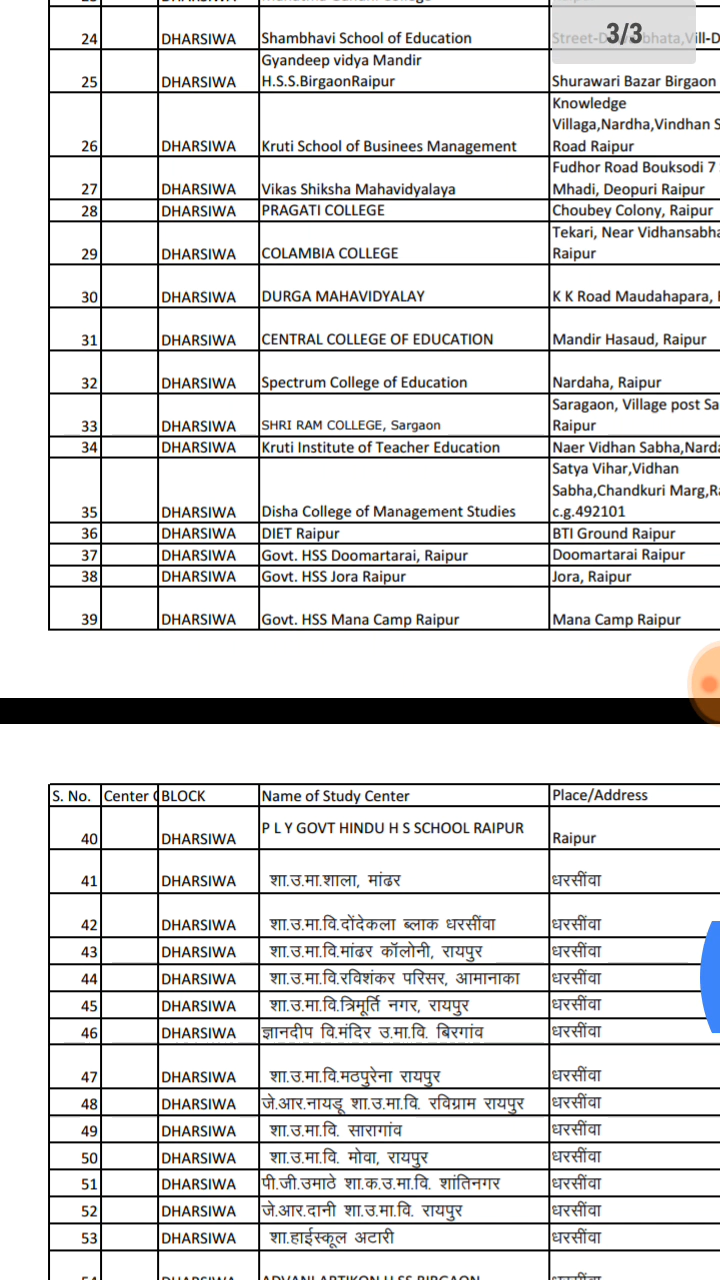 3/3
24 DHARSIWA Shambhavi School of Education
Gyandeep vidya Mandir
25 DHARSIWA H.S.S.BirgaonRaipur Shurawari Bazar Birgaon
Knowledge
Villaga,Nardha,Vindhan S
26 DHARSIWA Kruti School of Businees Management Road Raipur
Fudhor Road Bouksodi 7
27 DHARSIWA Vikas Shiksha Mahavidyalaya Mhadi, Deopuri Raipur
28 DHARSIWA PRAGATI COLLEGE Choubey Colony, Raipur
Tekari, Near Vidhansabha
29 DHARSIWA COLAMBIA COLLEGE Raipur
30 DHARSIWA DURGA MAHAVIDYALAY K K Road Maudahapara,
31 DHARSIWA CENTRAL COLLEGE OF EDUCATION Mandir Hasaud, Raipur
32 DHARSIWA Spectrum College of Education Nardaha, Raipur
Saragaon, Village post Sa
33 DHARSIWA SHRI RAM COLLEGE, Sargaon Raipur
34 DHARSIWA Kruti Institute of Teacher Education Naer Vidhan Sabha,Narda
Satya Vihar,Vidhan
Sabha,Chandkuri Marg,Ra
35 DHARSIWA Disha College of Management Studies c.g.492101
36 DHARSIWA DIET Raipur BTI Ground Raipur
37 DHARSIWA Govt. HSS Doomartarai, Raipur Doomartarai Raipur
38 DHARSIWA Govt. HSS Jora Raipur Jora, Raipur
39 DHARSIWA Govt. HSS Mana Camp Raipur Mana Camp Raipur
S. No. Center BLOCK Name of Study Center Place/Address
40 DHARSIWA P L Y GOVT HINDU H S SCHOOL RAIPUR Raipur
41 DHARSIWA शा.उ.मा.शाला, मांढर धरसींवा
42 DHARSIWA शा.उ.मा.वि.दोंदेकला ब्लाक धरसींवा धरसींवा
43 DHARSIWA शा.उ.मा.वि.मांढर कॉलोनी, रायपुर धरसींवा
44 DHARSIWA शा.उ.मा.वि.रविशंकर परिसर, आमानाका धरसींवा
45 DHARSIWA शा.उ.मा.वि.त्रिमूर्ति नगर, रायपुर धरसींवा
46 DHARSIWA ज्ञानदीप वि.मंदिर उ.मा.वि. बिरगांव धरसींवा
47 DHARSIWA शा.उ.मा.वि.मठपुरेना रायपुर धरसींवा
48 DHARSIWA जे.आर.नायडू शा.उ.मा.वि. रविग्राम रायपुर धरसींवा
49 DHARSIWA शा.उ.मा.वि. सारागांव धरसींवा
50 DHARSIWA शा.उ.मा.वि. मोवा, रायपुर धरसींवा
51 DHARSIWA पी.जी.उमाठे शा.क.उ.मा.वि. शांतिनगर धरसींवा
52 DHARSIWA जे.आर.दानी शा.उ.मा.वि. रायपुर धरसींवा
53 DHARSIWA शा.हाईस्कूल अटारी धरसींवा